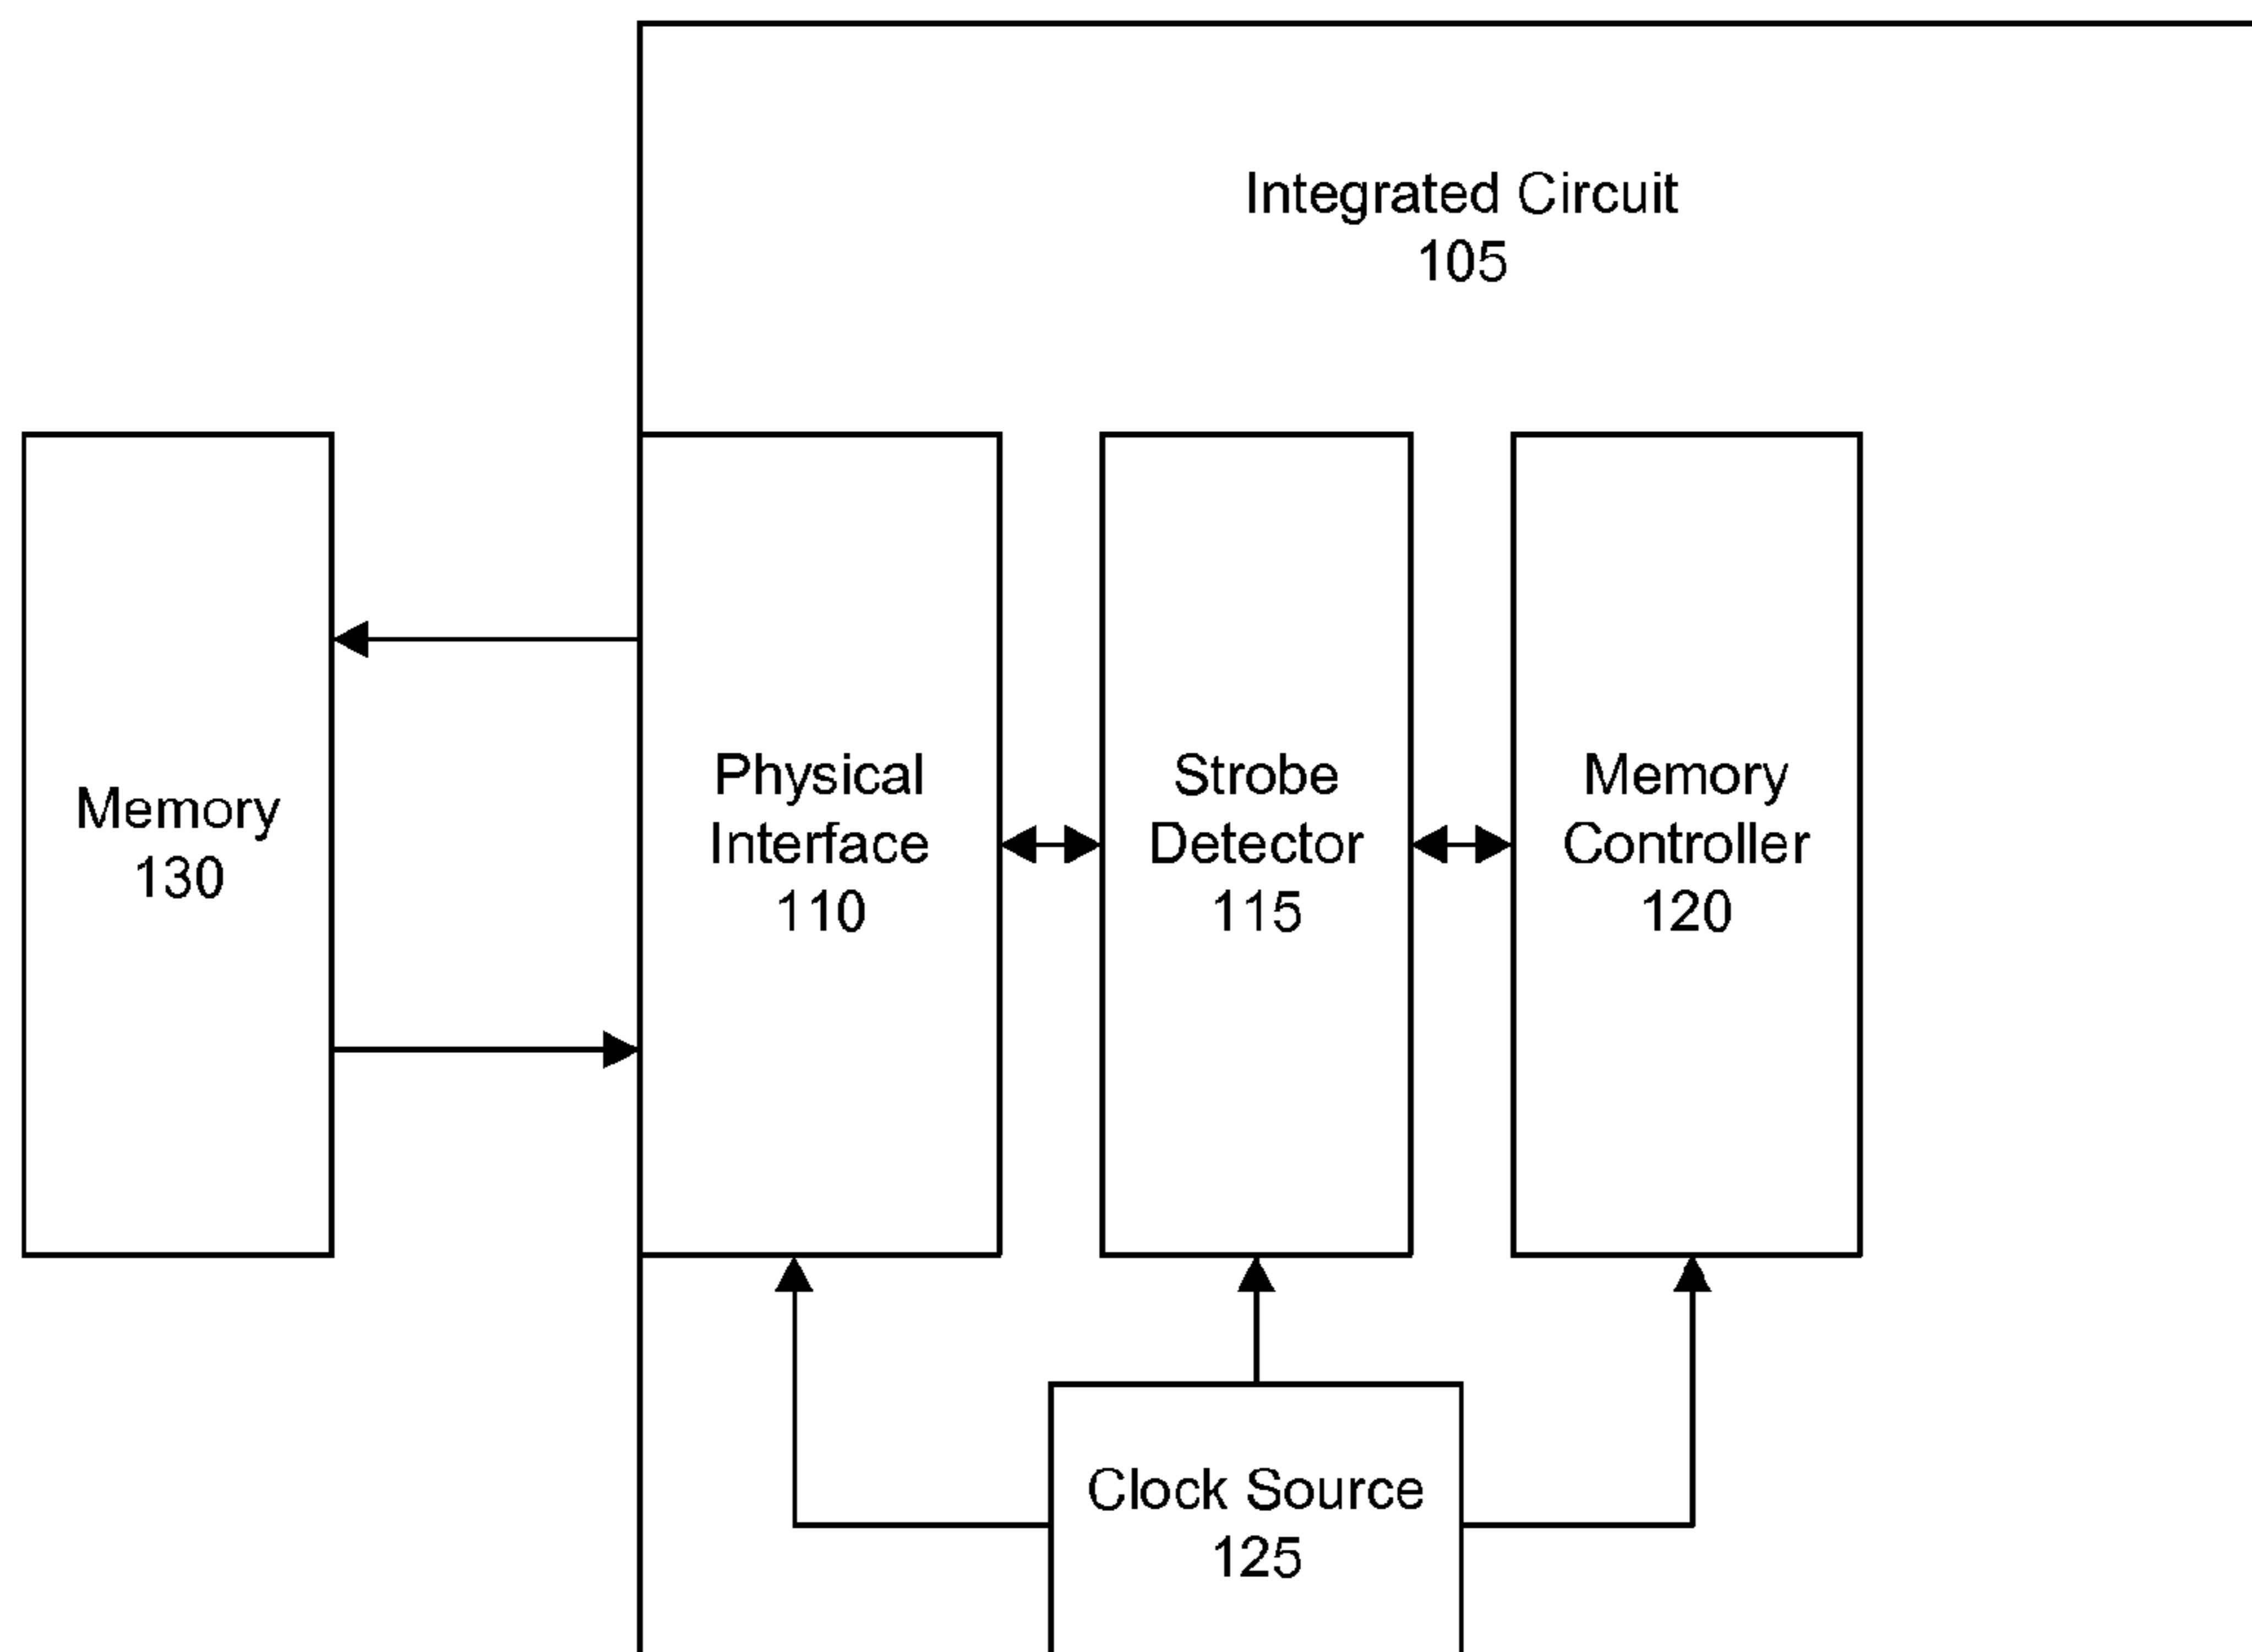 Integrated Circuit
105
Memory
130
Physical
Interface
110
Strobe
Detector
115
Memory
Controller
120
Clock Source
125